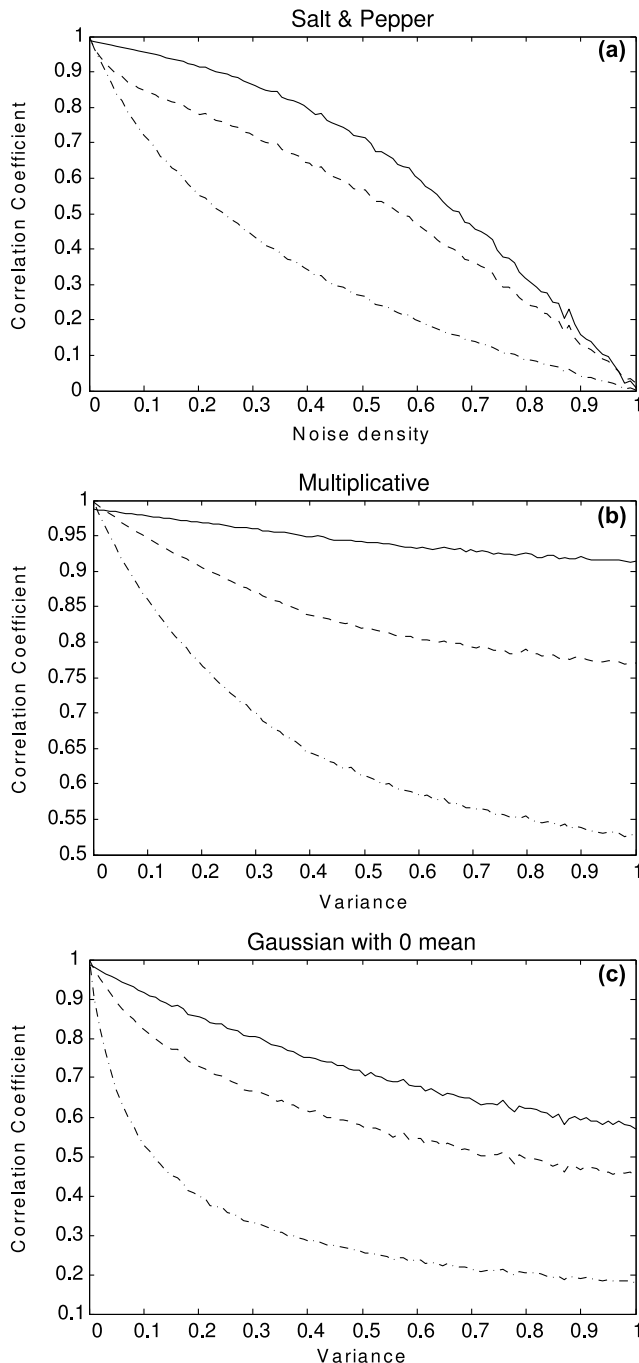 Salt & Pepper
(a)
Correlation Coefficient
1
0.9
0.8
0.7
0.6
0.5
0.4
0.3
0.2
0.1
0
0 0.1 0.2 0.3 0.4 0.5 0.6 0.7 0.8 0.9 1
Noise density
Multiplicative
(b)
Correlation Coefficient
1
0.95
0.9
0.85
0.8
0.75
0.7
0.65
0.6
0.55
0.5
0 0.1 0.2 0.3 0.4 0.5 0.6 0.7 0.8 0.9 1
Variance
Gaussian with 0 mean
(c)
Correlation Coefficient
1
0.9
0.8
0.7
0.6
0.5
0.4
0.3
0.2
0.1
0 0.1 0.2 0.3 0.4 0.5 0.6 0.7 0.8 0.9 1
Variance